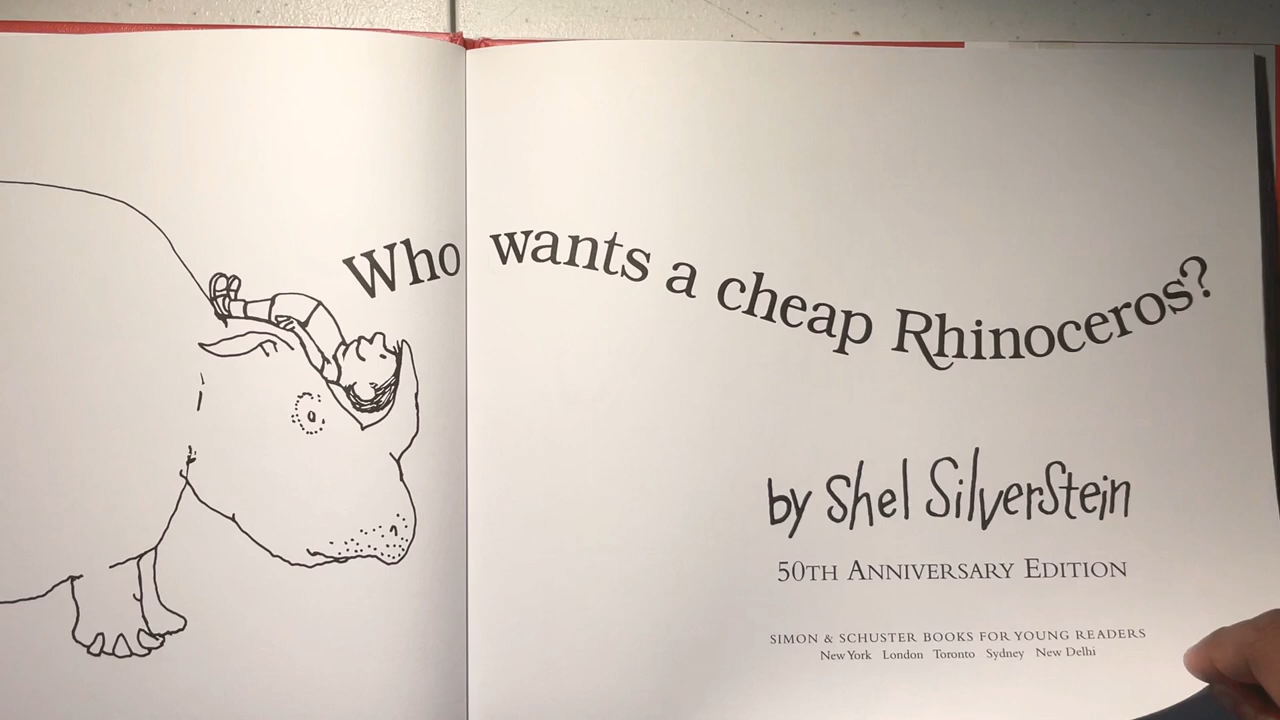 Who wants a cheap Rhinoceros?
by Shel Silverstein
50TH ANNIVERSARY EDITION
SIMON & SCHUSTER BOOKS FOR YOUNG READERS
New York London Toronto Sydney New Delhi